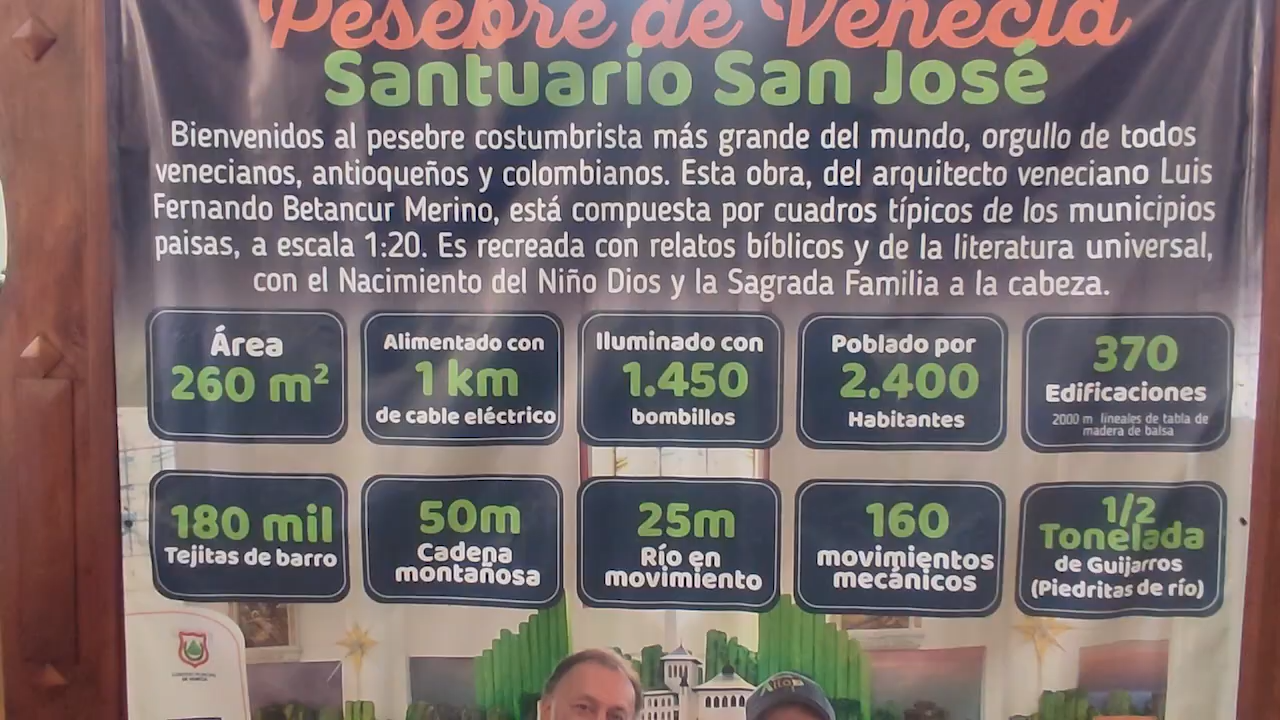 Pesebre de Venecia
Santuario San José
Bienvenidos al pesebre costumbrista más grande del mundo, orgullo de todos
venecianos, antioqueños y colombianos. Esta obra, del arquitecto veneciano Luis
Fernando Betancur Merino, está compuesta por cuadros típicos de los municipios
paisas, a escala 1:20. Es recreada con relatos bíblicos y de la literatura universal,
con el Nacimiento del Niño Dios y la Sagrada Familia a la cabeza.
Área
260 m²
Alimentado con
1 km
de cable eléctrico
Iluminado con
1.450
bombillos
Poblado por
2.400
Habitantes
370
Edificaciones
2000 m lineales de tabla de
madera de balsa
180 mil
Tejitas de barro
50m
Cadena
montañosa
25m
Río en
movimiento
160
movimientos
mecánicos
1/2
Tonelada
de Guijarros
(Piedritas de río)